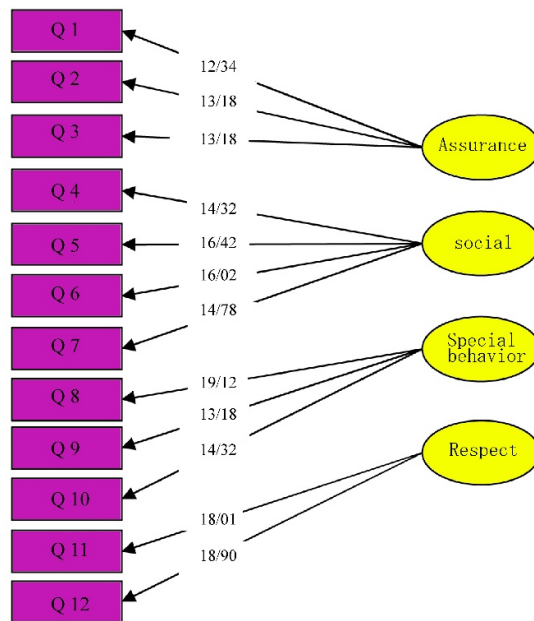 Q 1
Q 2
Q 3
Q 4
Q 5
Q 6
Q 7
Q 8
Q 9
Q 10
Q 11
Q 12
12/34
13/18
13/18
14/32
16/42
16/02
14/78
19/12
13/18
14/32
18/01
18/90
Assurance
social
Special
behavior
Respect